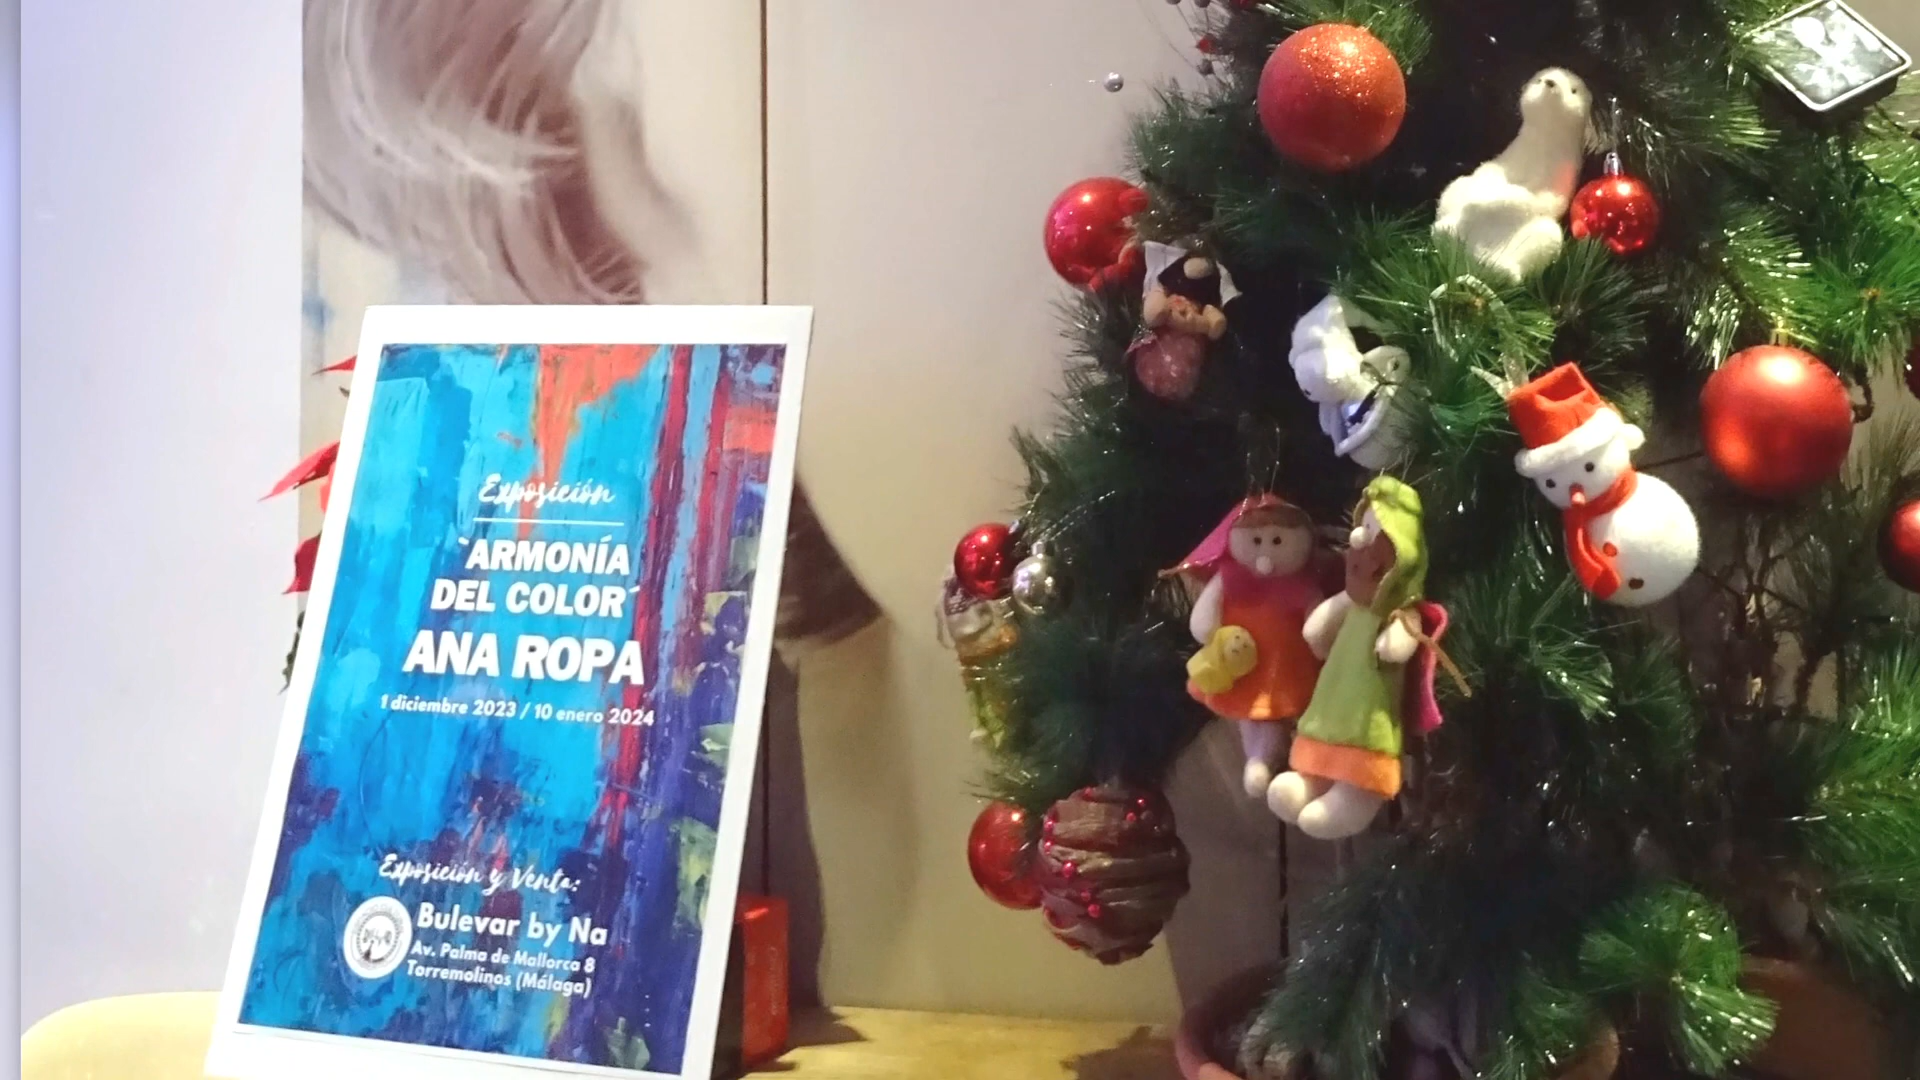 Exposición
`ARMONÍA
DEL COLOR´
ANA ROPA
1 diciembre 2023 / 10 enero 2024
Exposición y Venta:
Bulevar by Na
Av. Palma de Mallorca 8
Torremolinos (Málaga)